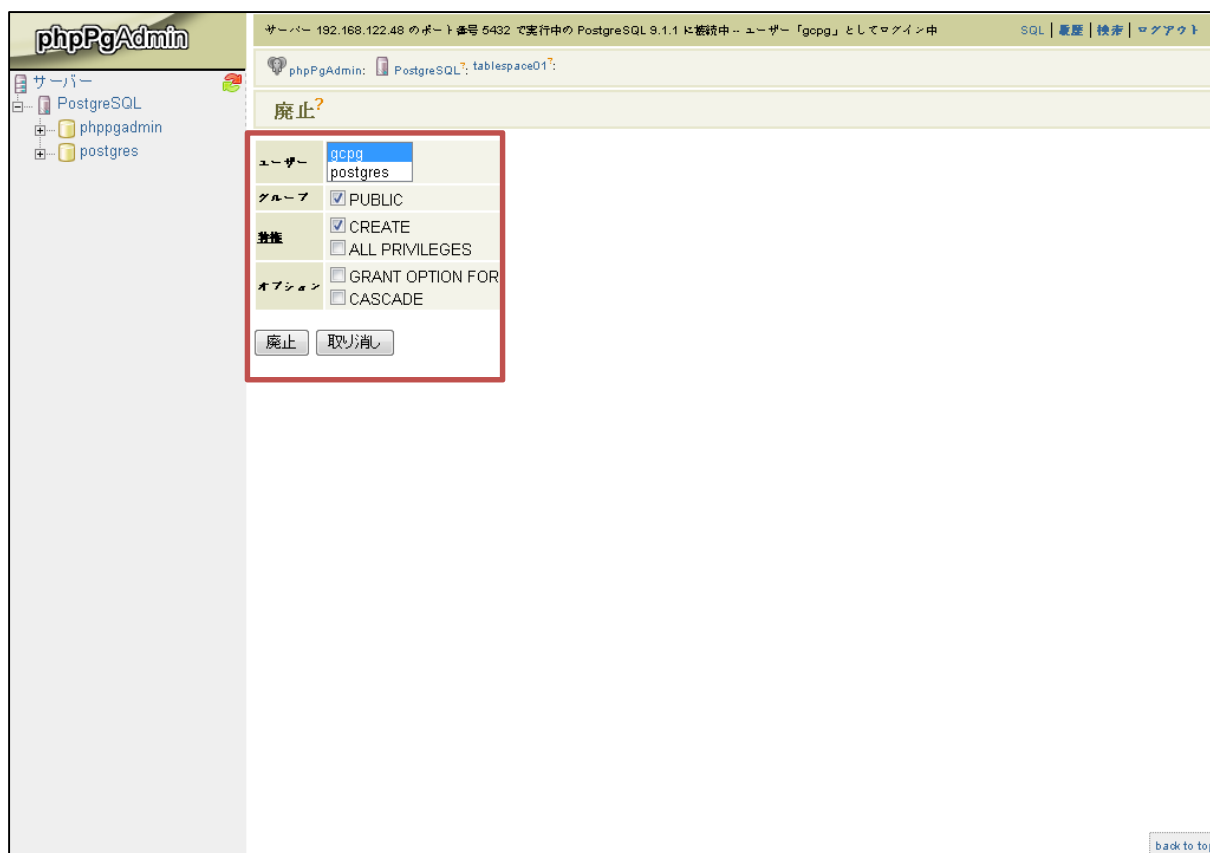 phpPgAdmin
サーバー 192.168.122.48 のポート番号 5432 で実行中の PostgreSQL 9.1.1 に接続中 -- ユーザー「gcpg」としてログイン中
SQL | 履歴 | 検索 | ログアウト
phpPgAdmin: PostgreSQL?: tablespace01?:
サーバー
PostgreSQL
phppgadmin
postgres
廃止?
ユーザー
gcpg
postgres
グループ
PUBLIC
特権
CREATE
ALL PRIVILEGES
オプション
GRANT OPTION FOR
CASCADE
廃止 取り消し
back to top